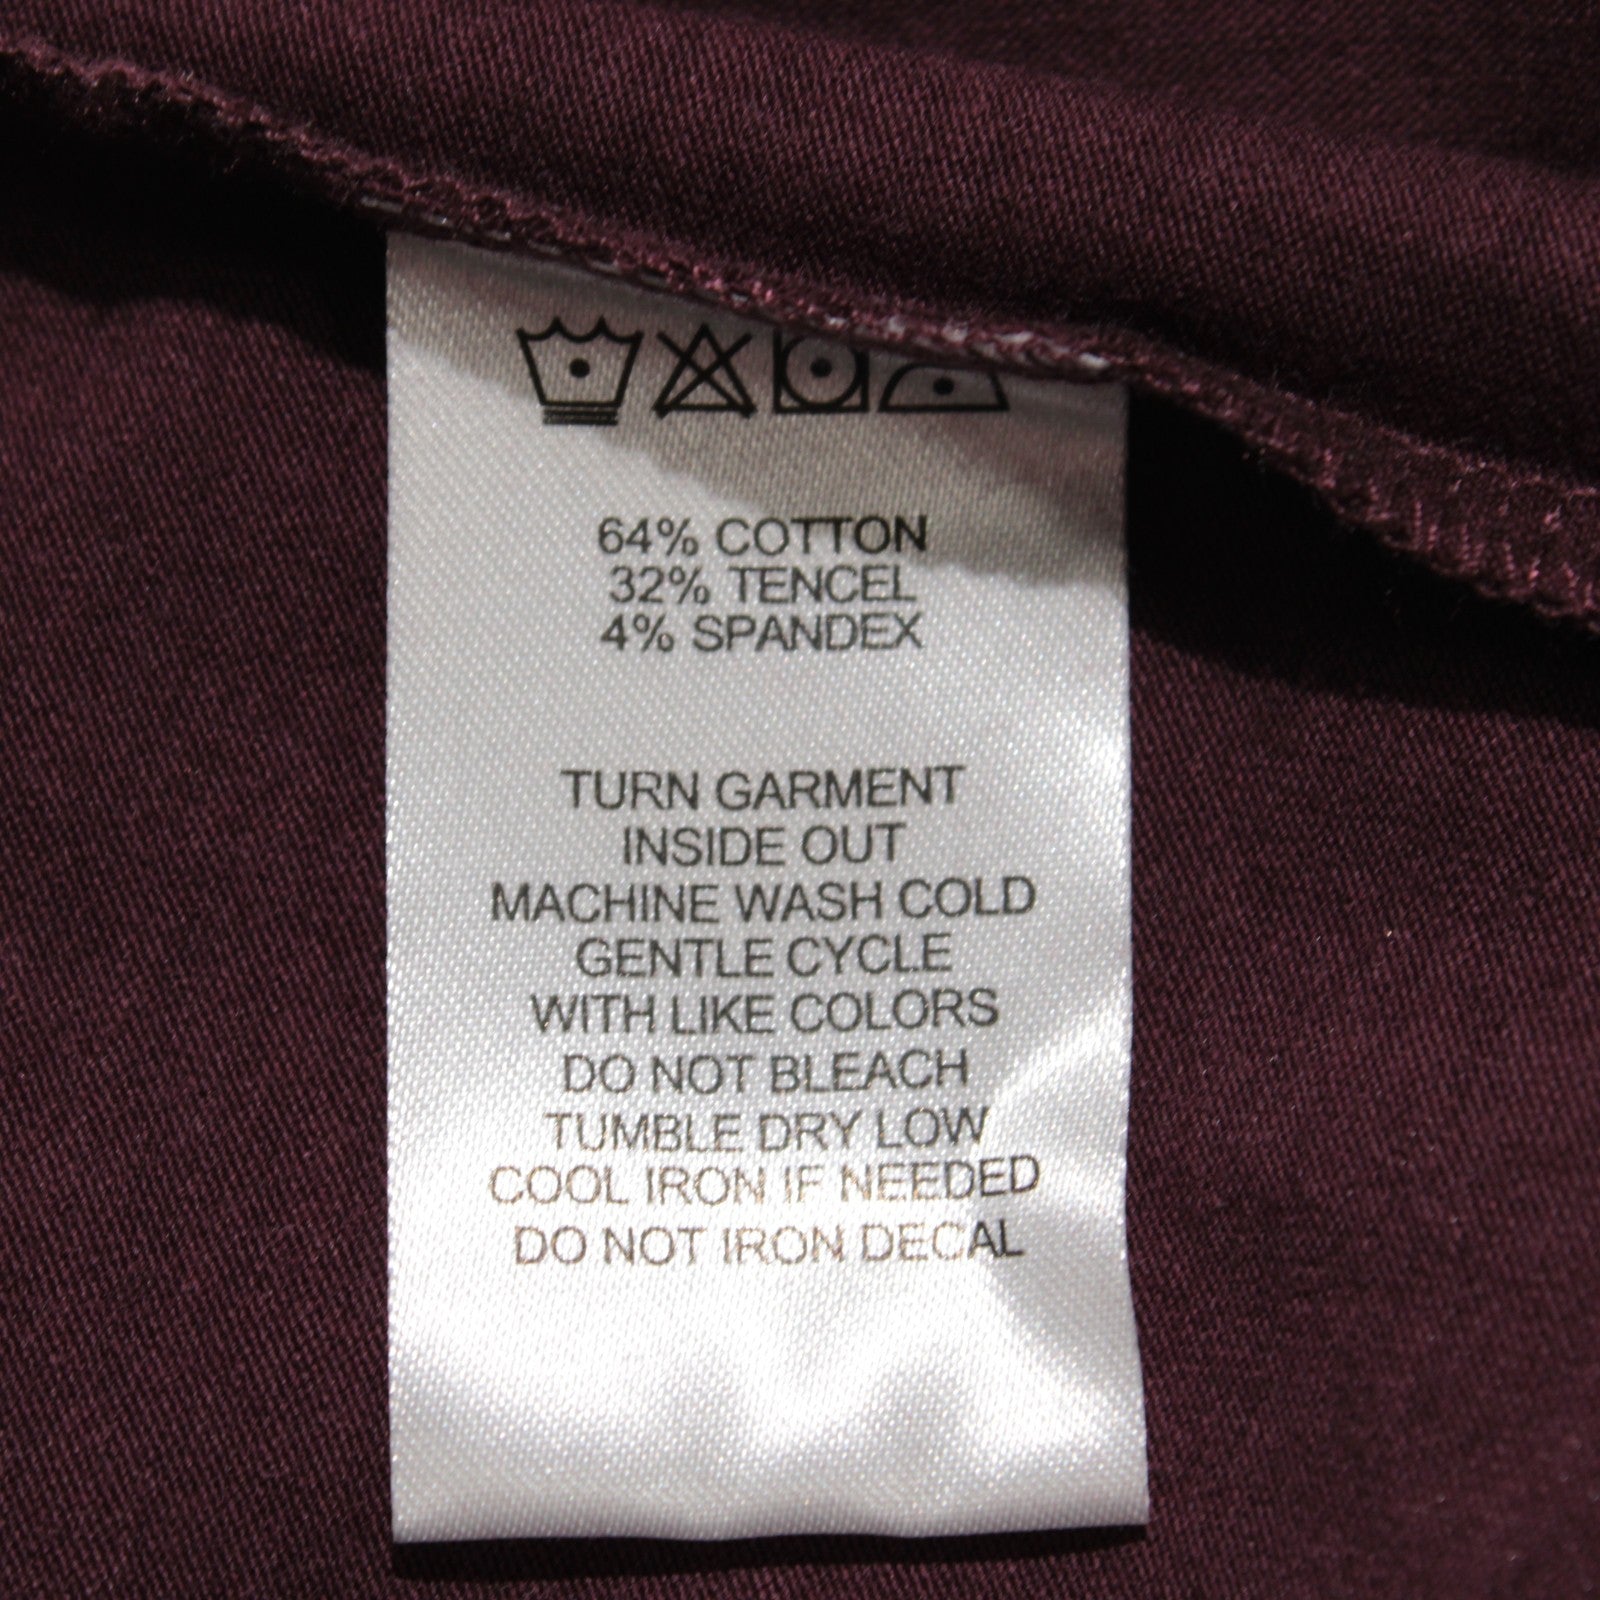 64% COTTON
32% TENCEL
4% SPANDEX
TURN GARMENT
INSIDE OUT
MACHINE WASH COLD
GENTLE CYCLE
WITH LIKE COLORS
DO NOT BLEACH
TUMBLE DRY LOW
COOL IRON IF NEEDED
DO NOT IRON DECAL